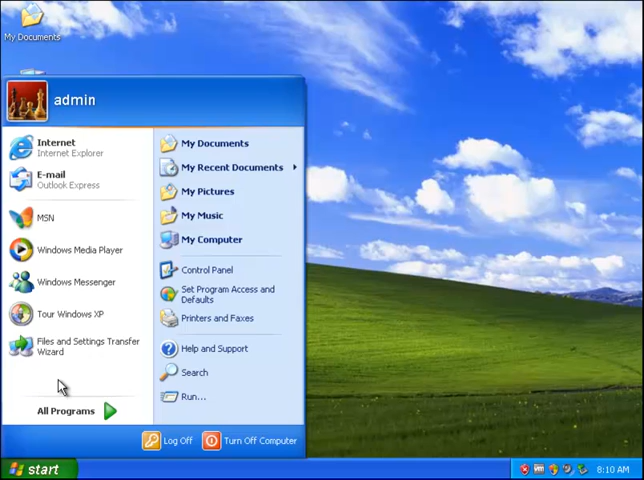 My Documents
admin
Internet
Internet Explorer
E-mail
Outlook Express
MSN
Windows Media Player
Windows Messenger
Tour Windows XP
Files and Settings Transfer
Wizard
All Programs
My Documents
My Recent Documents
My Pictures
My Music
My Computer
Control Panel
Set Program Access and
Defaults
Printers and Faxes
Help and Support
Search
Run...
Log Off
Turn Off Computer
start
8:10 AM